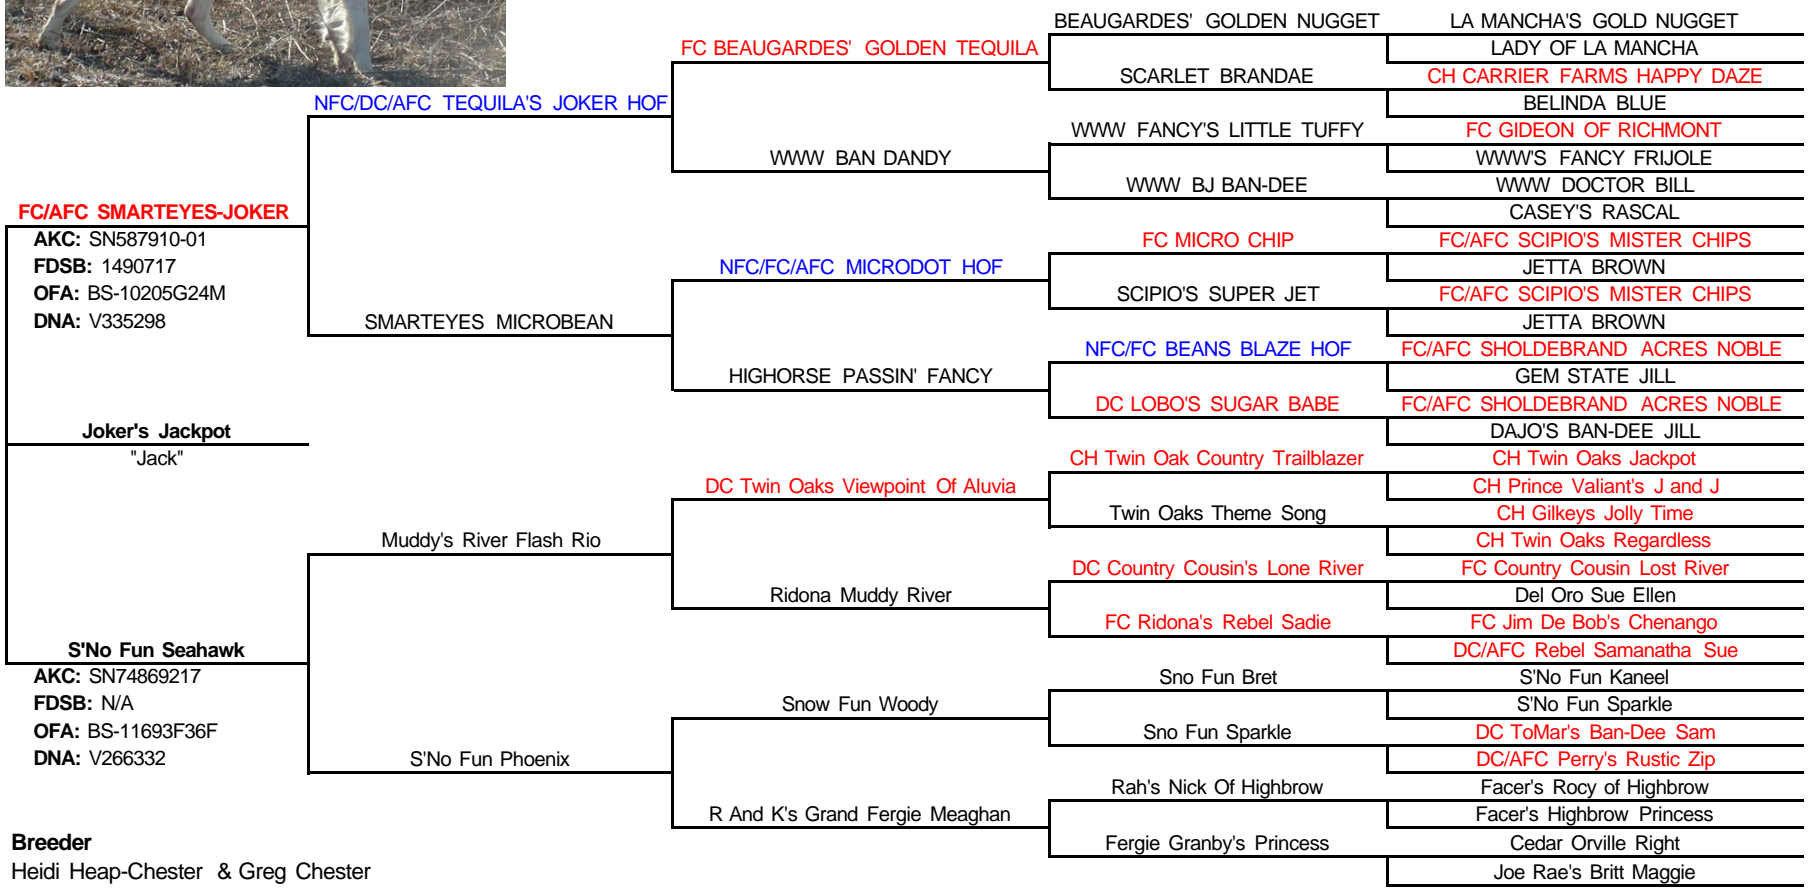 BEAUGARDES' GOLDEN NUGGET LA MANCHA'S GOLD NUGGET
FC BEAUGARDES' GOLDEN TEQUILA LADY OF LA MANCHA
SCARLET BRANDAE CH CARRIER FARMS HAPPY DAZE
NFC/DC/AFC TEQUILA'S JOKER HOF BELINDA BLUE
WWW FANCY'S LITTLE TUFFY FC GIDEON OF RICHMONT
WWW BAN DANDY WWW'S FANCY FRIJOLE
WWW BJ BAN-DEE WWW DOCTOR BILL
FC/AFC SMARTEYES-JOKER CASEY'S RASCAL
AKC: SN587910-01 FC MICRO CHIP FC/AFC SCIPIO'S MISTER CHIPS
FDSB: 1490717 NFC/FC/AFC MICRODOT HOF JETTA BROWN
OFA: BS-10205G24M SCIPIO'S SUPER JET FC/AFC SCIPIO'S MISTER CHIPS
DNA: V335298 SMARTEYES MICROBEAN JETTA BROWN
NFC/FC BEANS BLAZE HOF FC/AFC SHOLDEBRAND ACRES NOBLE
HIGHORSE PASSIN' FANCY GEM STATE JILL
DC LOBO'S SUGAR BABE FC/AFC SHOLDEBRAND ACRES NOBLE
Joker's Jackpot DAJO'S BAN-DEE JILL
"Jack" CH Twin Oak Country Trailblazer CH Twin Oaks Jackpot
DC Twin Oaks Viewpoint Of Aluvia CH Prince Valiant's J and J
Twin Oaks Theme Song CH Gilkeys Jolly Time
Muddy's River Flash Rio CH Twin Oaks Regardless
DC Country Cousin's Lone River FC Country Cousin Lost River
Ridona Muddy River Del Oro Sue Ellen
FC Ridona's Rebel Sadie FC Jim De Bob's Chenango
S'No Fun Seahawk DC/AFC Rebel Samanatha Sue
AKC: SN74869217 Sno Fun Bret S'No Fun Kaneel
FDSB: N/A Snow Fun Woody S'No Fun Sparkle
OFA: BS-11693F36F Sno Fun Sparkle DC ToMar's Ban-Dee Sam
DNA: V266332 S'No Fun Phoenix DC/AFC Perry's Rustic Zip
Rah's Nick Of Highbrow Facer's Rocy of Highbrow
R And K's Grand Fergie Meaghan Facer's Highbrow Princess
Breeder Fergie Granby's Princess Cedar Orville Right
Heidi Heap-Chester & Greg Chester Joe Rae's Britt Maggie